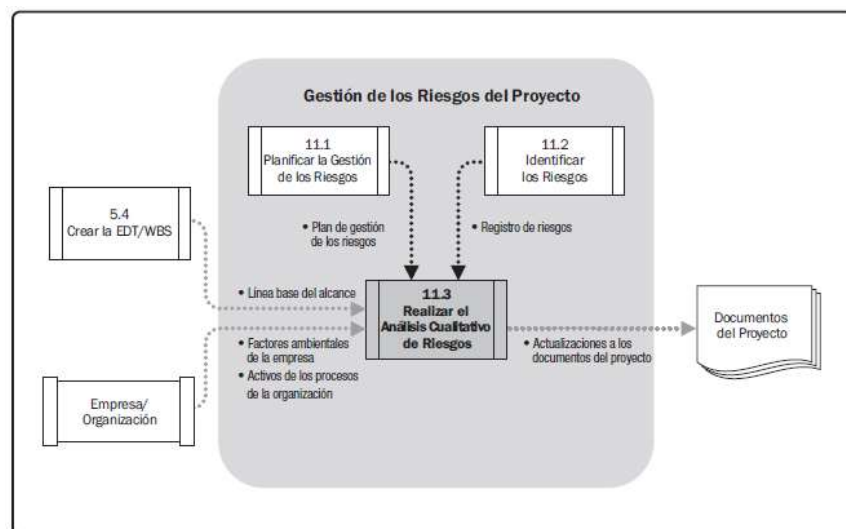 Gestión de los Riesgos del Proyecto
11.1
Planificar la Gestión
de los Riesgos
11.2
Identificar
los Riesgos
5.4
Crear la EDT/WBS
• Plan de gestión
de los riesgos
• Registro de riesgos
• Línea base del alcance
11.3
Realizar el
Análisis Cualitativo
de Riesgos
Documentos
del Proyecto
• Factores ambientales
de la empresa
• Activos de los procesos
de la organización
• Actualizaciones a los
documentos del proyecto
Empresa/
Organización